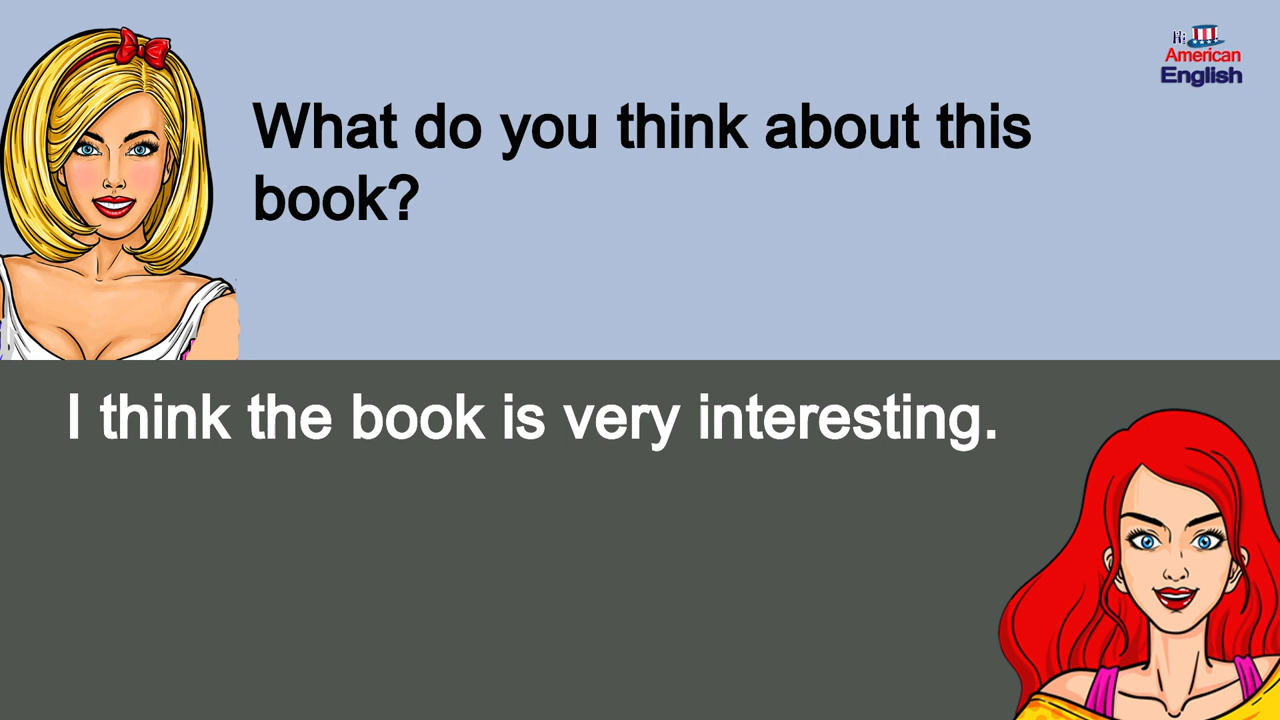 Hi
American
English
What do you think about this
book?
I think the book is very interesting.